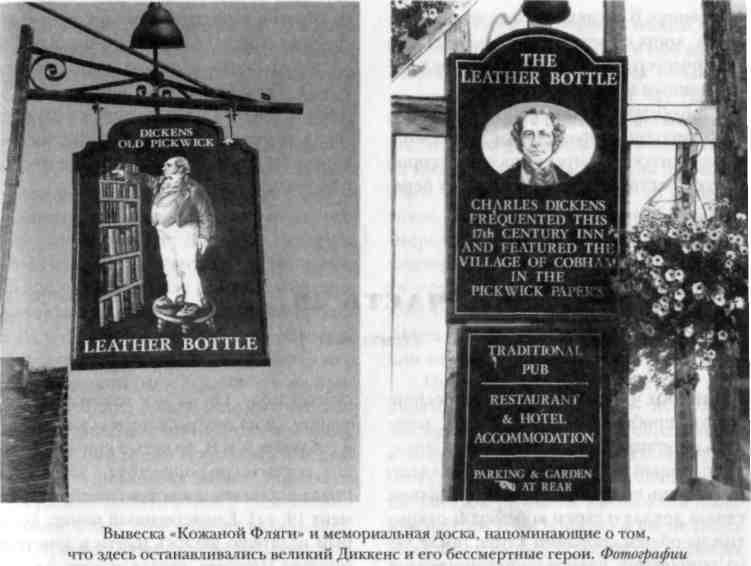 DICKENS
OLD PICKWICK
LEATHER BOTTLE
THE
LEATHER BOTTLE
CHARLES DICKENS
FREQUENTED THIS
17th CENTURY INN
AND FEATURED THE
VILLAGE OF COBHAM
IN THE
PICKWICK PAPERS
TRADITIONAL
PUB
RESTAURANT
& HOTEL
ACCOMMODATION
PARKING & GARDEN
AT REAR
Вывеска «Кожаной Фляги» и мемориальная доска, напоминающие о том,
что здесь останавливались великий Диккенс и его бессмертные герои. Фотографии